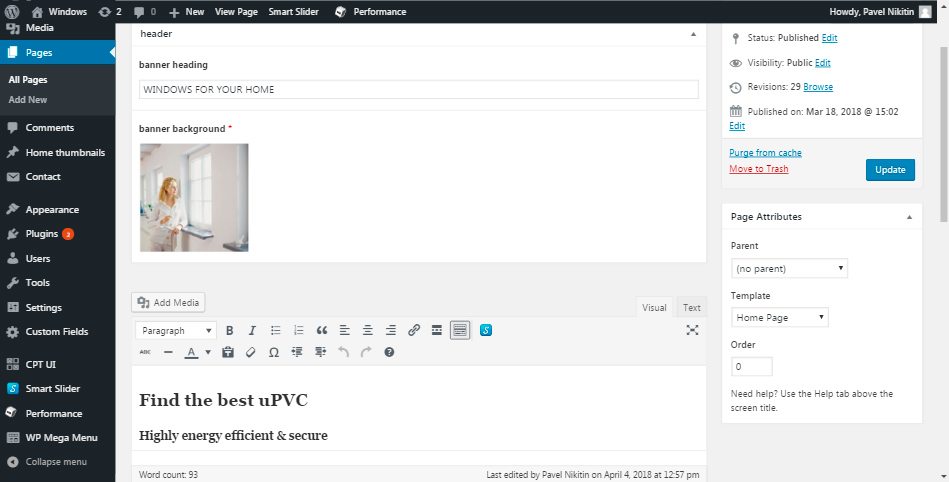 Windows 2 0 New View Page Smart Slider Performance Howdy, Pavel Nikitin
Media
Pages
All Pages
Add New
Comments
Home thumbnails
Contact
Appearance
Plugins 2
Users
Tools
Settings
Custom Fields
CPT UI
Smart Slider
Performance
WP Mega Menu
Collapse menu
header
banner heading
WINDOWS FOR YOUR HOME
banner background *
Add Media
Visual Text
Paragraph B I S
ABC A Ω
Find the best uPVC
Highly energy efficient & secure
Word count: 93 Last edited by Pavel Nikitin on April 4, 2018 at 12:57 pm
Status: Published Edit
Visibility: Public Edit
Revisions: 29 Browse
Published on: Mar 18, 2018 @ 15:02
Edit
Purge from cache
Move to Trash
Update
Page Attributes
Parent
(no parent)
Template
Home Page
Order
0
Need help? Use the Help tab above the
screen title.